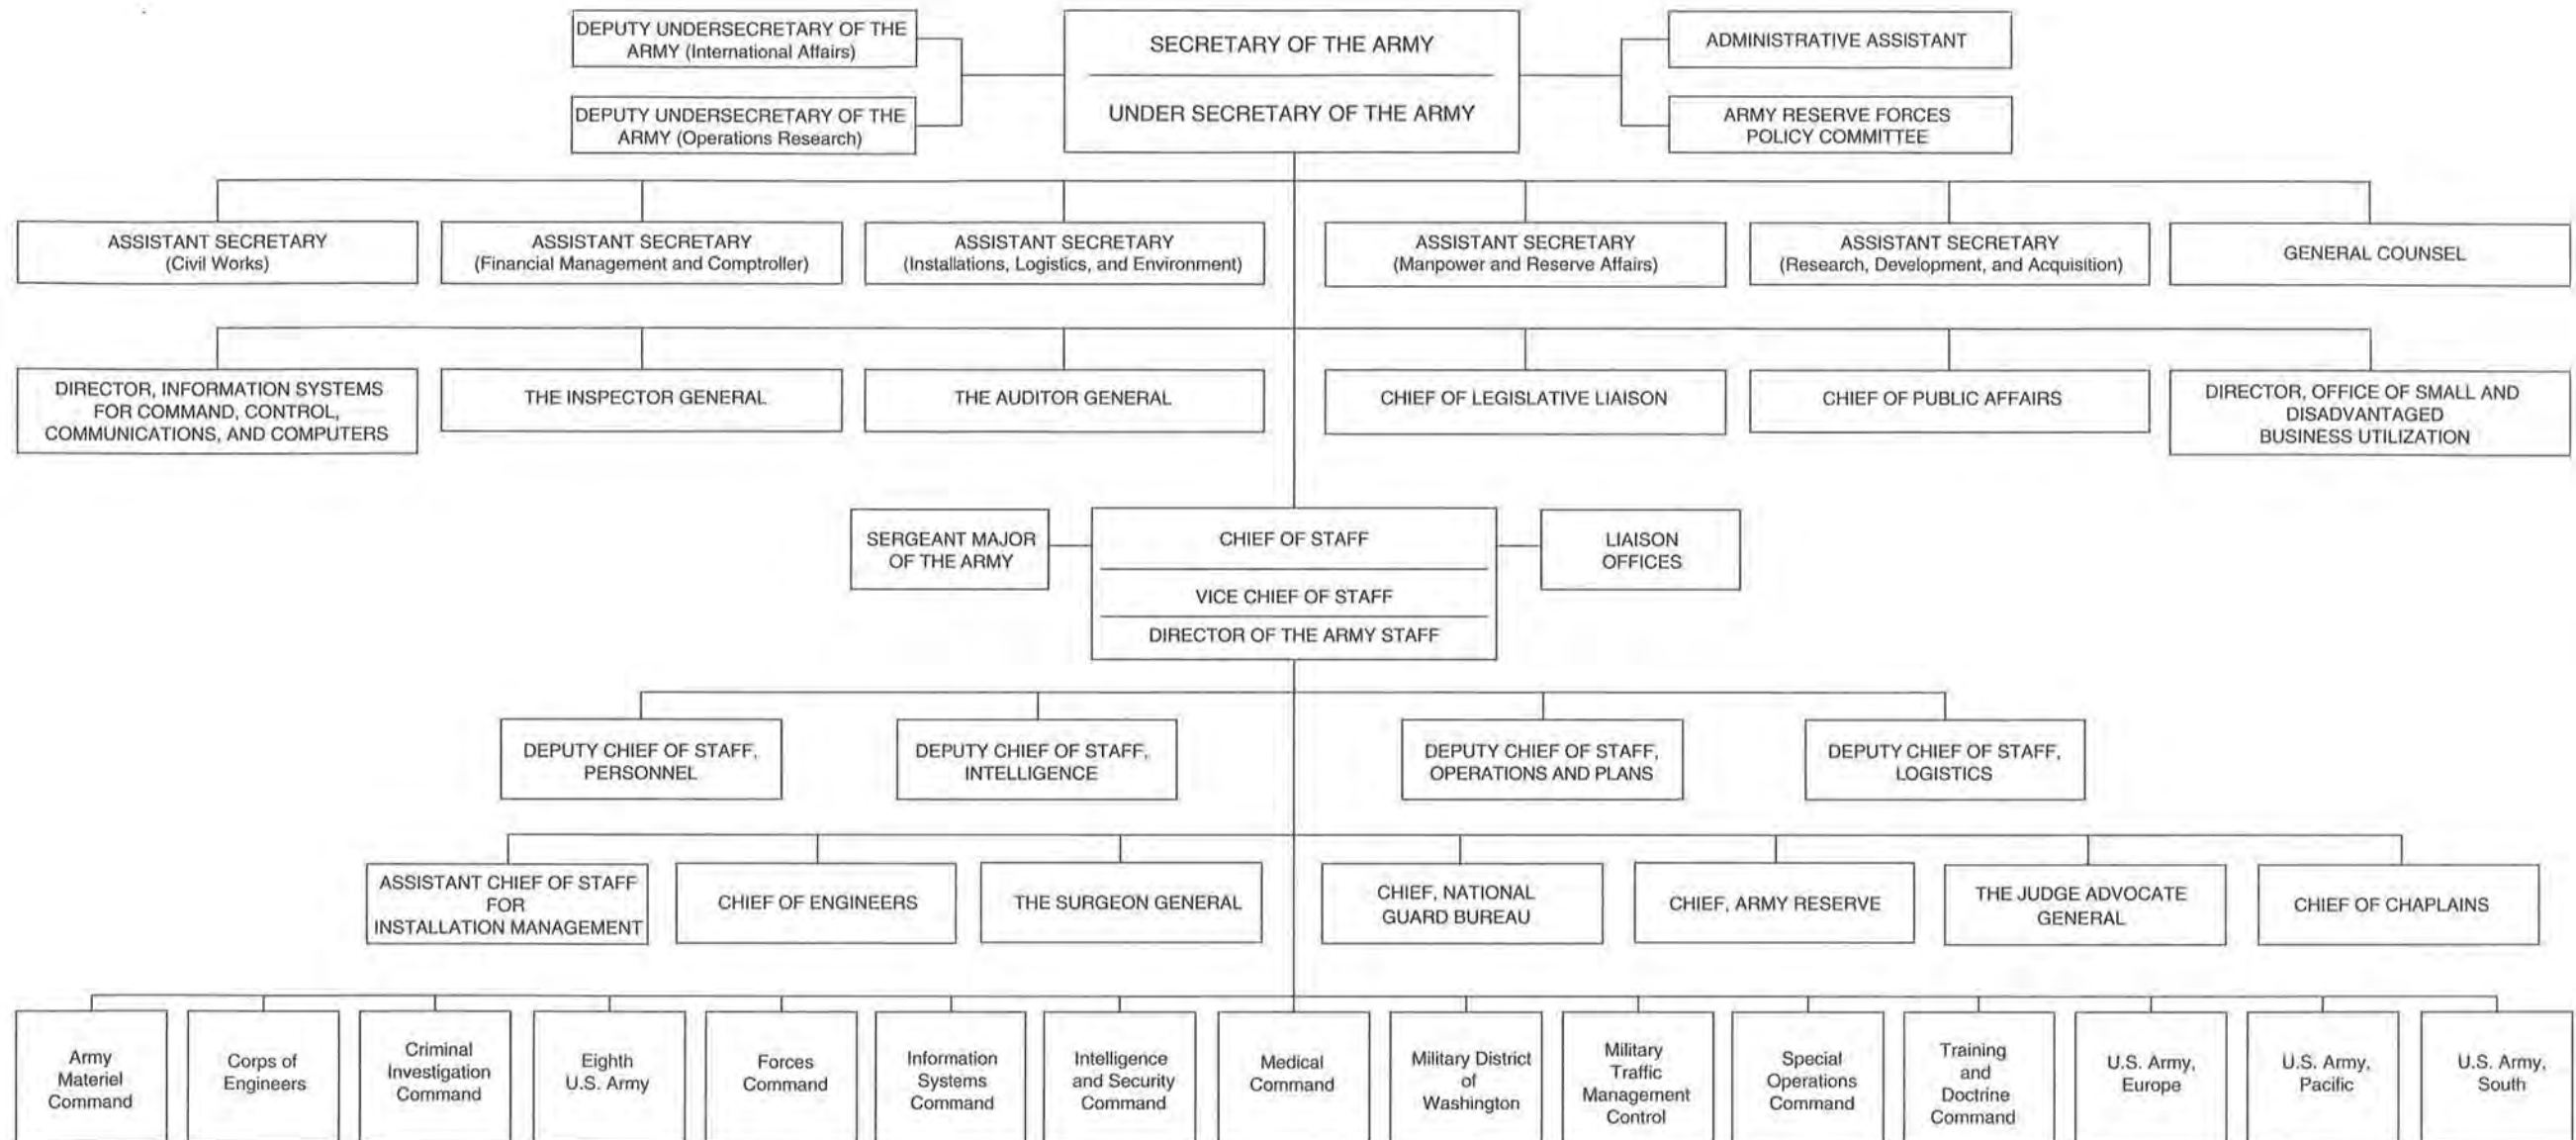 DEPUTY UNDERSECRETARY OF THE
ARMY (International Affairs)
SECRETARY OF THE ARMY
ADMINISTRATIVE ASSISTANT
DEPUTY UNDERSECRETARY OF THE
ARMY (Operations Research)
UNDER SECRETARY OF THE ARMY
ARMY RESERVE FORCES
POLICY COMMITTEE
ASSISTANT SECRETARY
(Civil Works)
ASSISTANT SECRETARY
(Financial Management and Comptroller)
ASSISTANT SECRETARY
(Installations, Logistics, and Environment)
ASSISTANT SECRETARY
(Manpower and Reserve Affairs)
ASSISTANT SECRETARY
(Research, Development, and Acquisition)
GENERAL COUNSEL
DIRECTOR, INFORMATION SYSTEMS
FOR COMMAND, CONTROL,
COMMUNICATIONS, AND COMPUTERS
THE INSPECTOR GENERAL
THE AUDITOR GENERAL
CHIEF OF LEGISLATIVE LIAISON
CHIEF OF PUBLIC AFFAIRS
DIRECTOR, OFFICE OF SMALL AND
DISADVANTAGED
BUSINESS UTILIZATION
SERGEANT MAJOR
OF THE ARMY
CHIEF OF STAFF
VICE CHIEF OF STAFF
DIRECTOR OF THE ARMY STAFF
LIAISON
OFFICES
DEPUTY CHIEF OF STAFF,
PERSONNEL
DEPUTY CHIEF OF STAFF,
INTELLIGENCE
DEPUTY CHIEF OF STAFF,
OPERATIONS AND PLANS
DEPUTY CHIEF OF STAFF,
LOGISTICS
ASSISTANT CHIEF OF STAFF
FOR
INSTALLATION MANAGEMENT
CHIEF OF ENGINEERS
THE SURGEON GENERAL
CHIEF, NATIONAL
GUARD BUREAU
CHIEF, ARMY RESERVE
THE JUDGE ADVOCATE
GENERAL
CHIEF OF CHAPLAINS
Army
Materiel
Command
Corps of
Engineers
Criminal
Investigation
Command
Eighth
U.S. Army
Forces
Command
Information
Systems
Command
Intelligence
and Security
Command
Medical
Command
Military District
of
Washington
Military
Traffic
Management
Control
Special
Operations
Command
Training
and
Doctrine
Command
U.S. Army,
Europe
U.S. Army,
Pacific
U.S. Army,
South